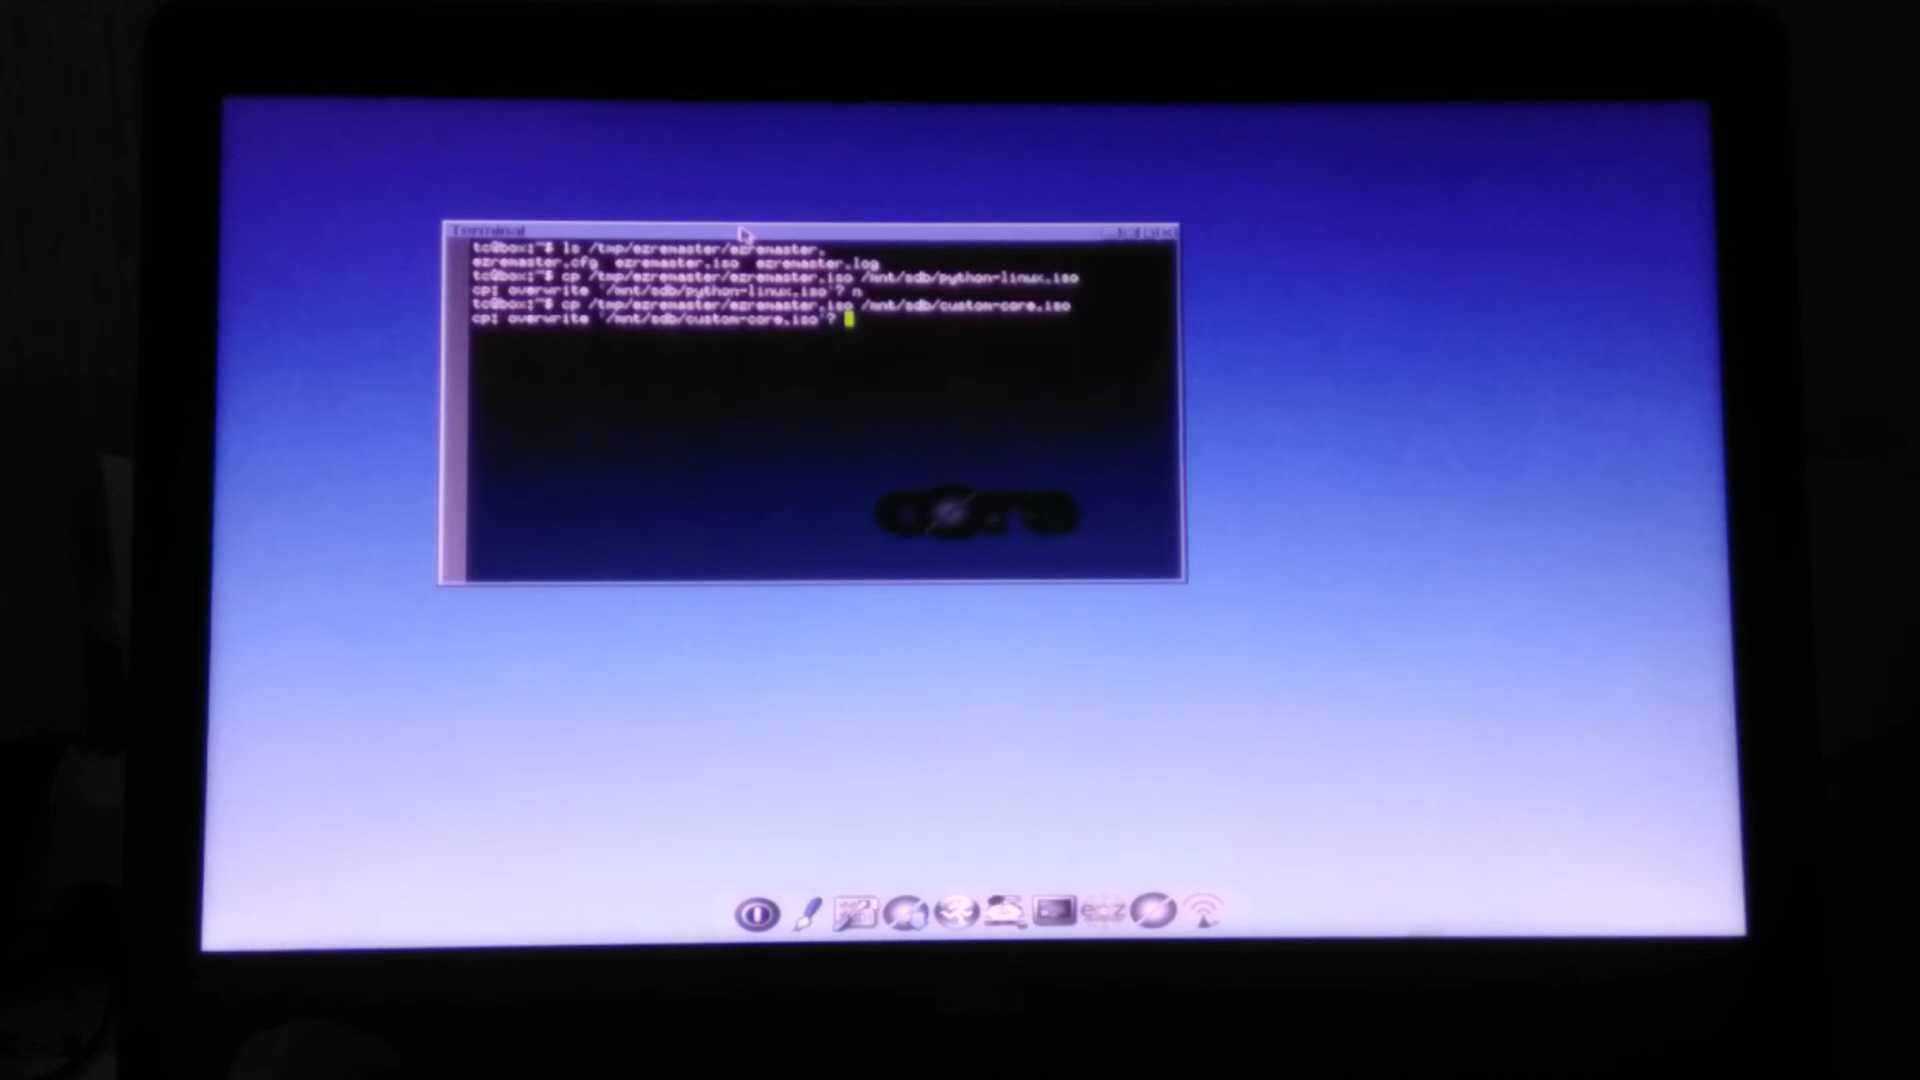 Terminal
tc@box:~$ ls /tmp/ezremaster/ezremaster.
ezremaster.cfg ezremaster.iso ezremaster.log
tc@box:~$ cp /tmp/ezremaster/ezremaster.iso /mnt/sdb/python-linux.iso
cp: overwrite '/mnt/sdb/python-linux.iso'? n
tc@box:~$ cp /tmp/ezremaster/ezremaster.iso /mnt/sdb/custom-core.iso
cp: overwrite '/mnt/sdb/custom-core.iso'?
core
ezz